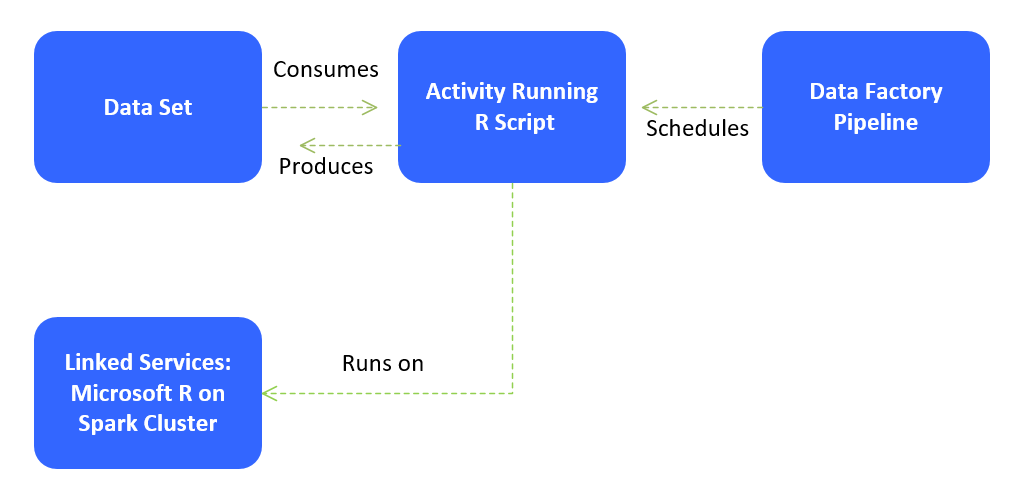 Data Set
Consumes
Produces
Activity Running
R Script
Schedules
Data Factory
Pipeline
Linked Services:
Microsoft R on
Spark Cluster
Runs on